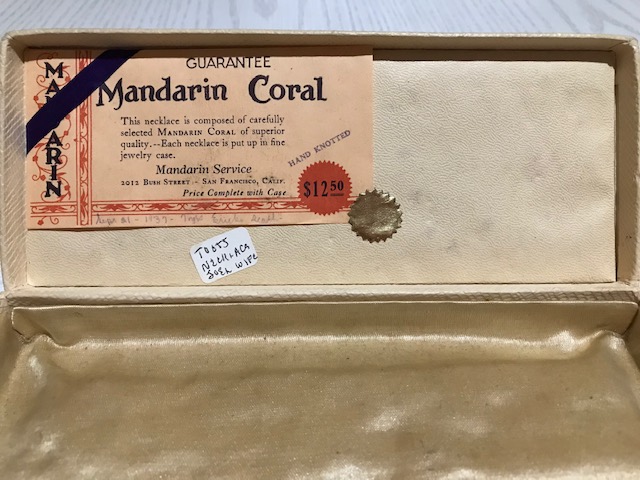 GUARANTEE
MANDARIN
Mandarin Coral
This necklace is composed of carefully
selected MANDARIN CORAL of superior
quality.--Each necklace is put up in fine
jewelry case.
HAND KNOTTED
Mandarin Service
2012 BUSH STREET - SAN FRANCISCO, CALIF.
Price Complete with Case
$12.50
TOOTS
WIFE